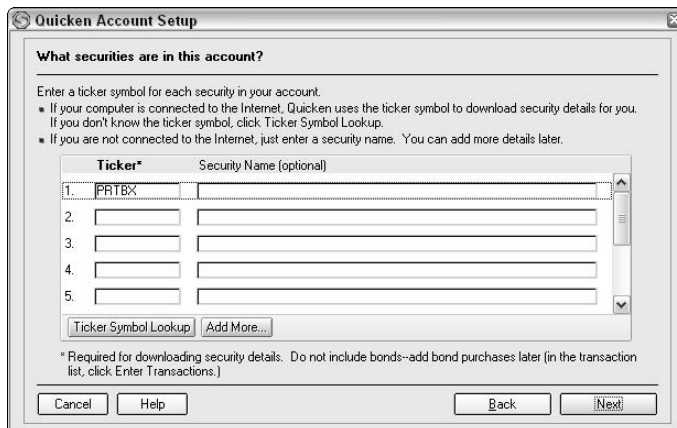 Quicken Account Setup
What securities are in this account?
Enter a ticker symbol for each security in your account.
▪ If your computer is connected to the Internet, Quicken uses the ticker symbol to download security details for you.
If you don't know the ticker symbol, click Ticker Symbol Lookup.
▪ If you are not connected to the Internet, just enter a security name. You can add more details later.
Ticker* Security Name (optional)
1. PRTBX
2.
3.
4.
5.
Ticker Symbol Lookup Add More...
* Required for downloading security details. Do not include bonds--add bond purchases later (in the transaction
list, click Enter Transactions.)
Cancel Help Back Next